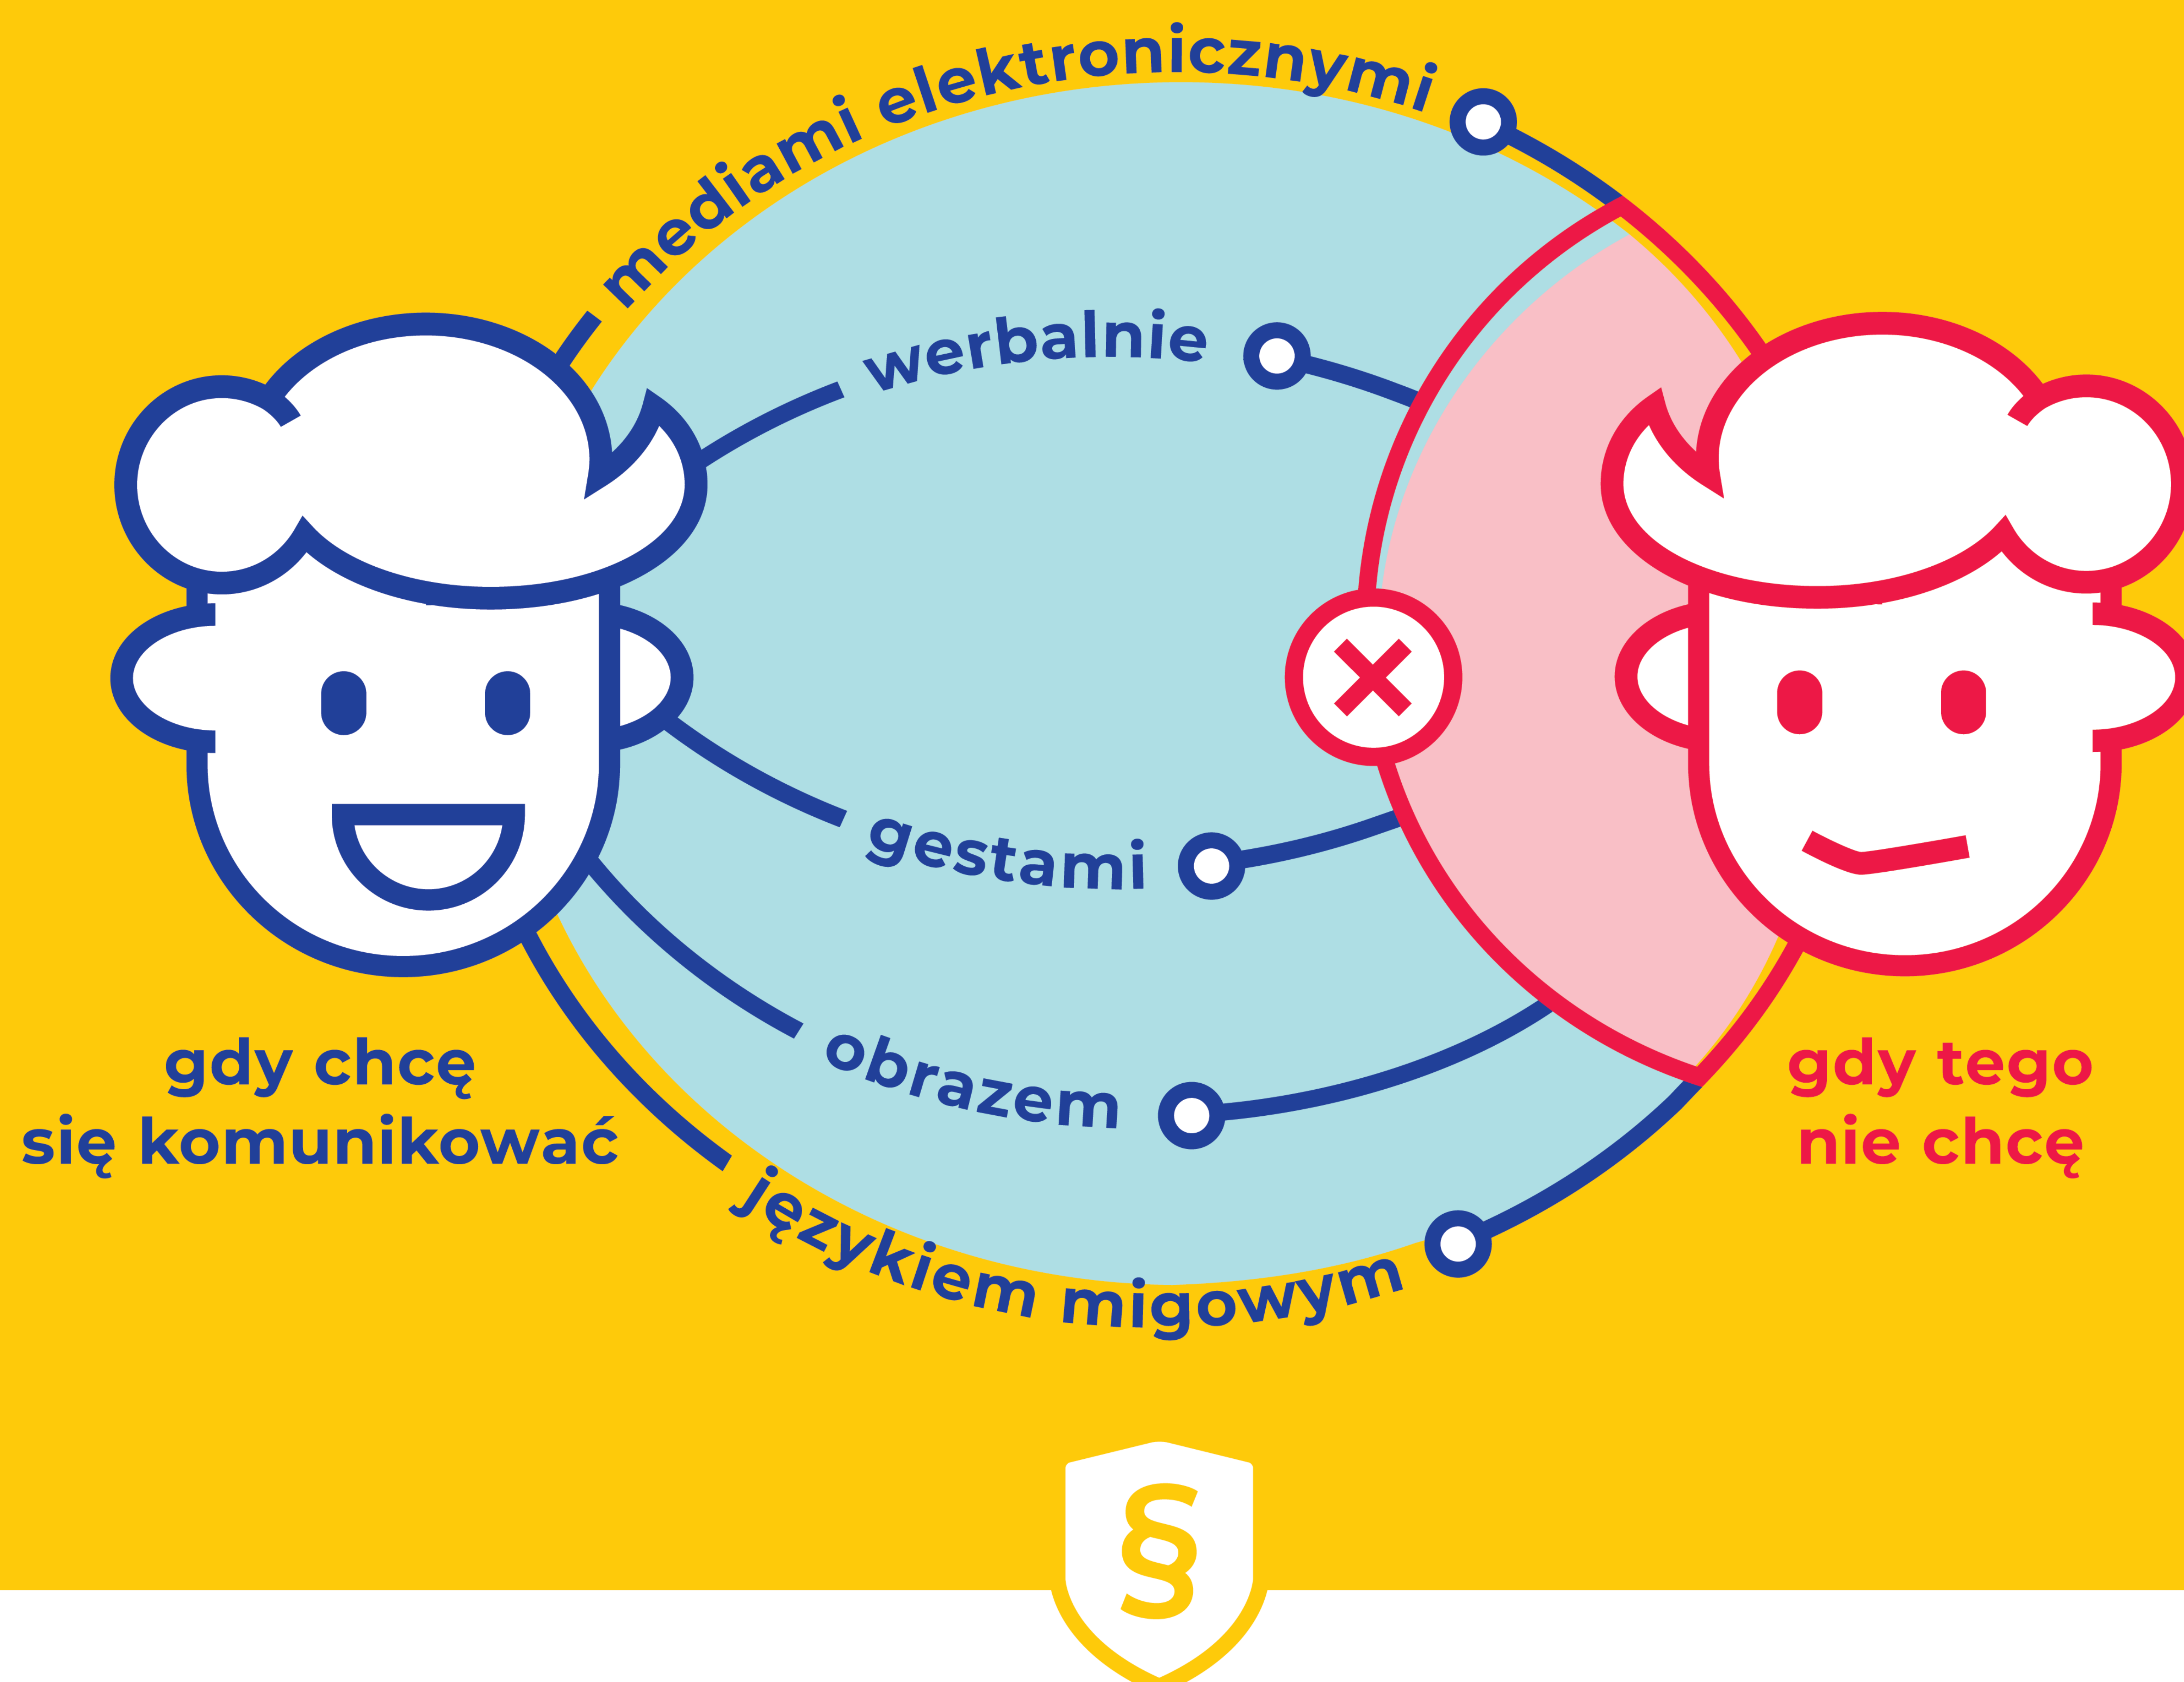 mediami elektronicznymi
werbalnie
gestami
obrazem
językiem migowym
gdy chcę
się komunikować
gdy tego
nie chcę
§